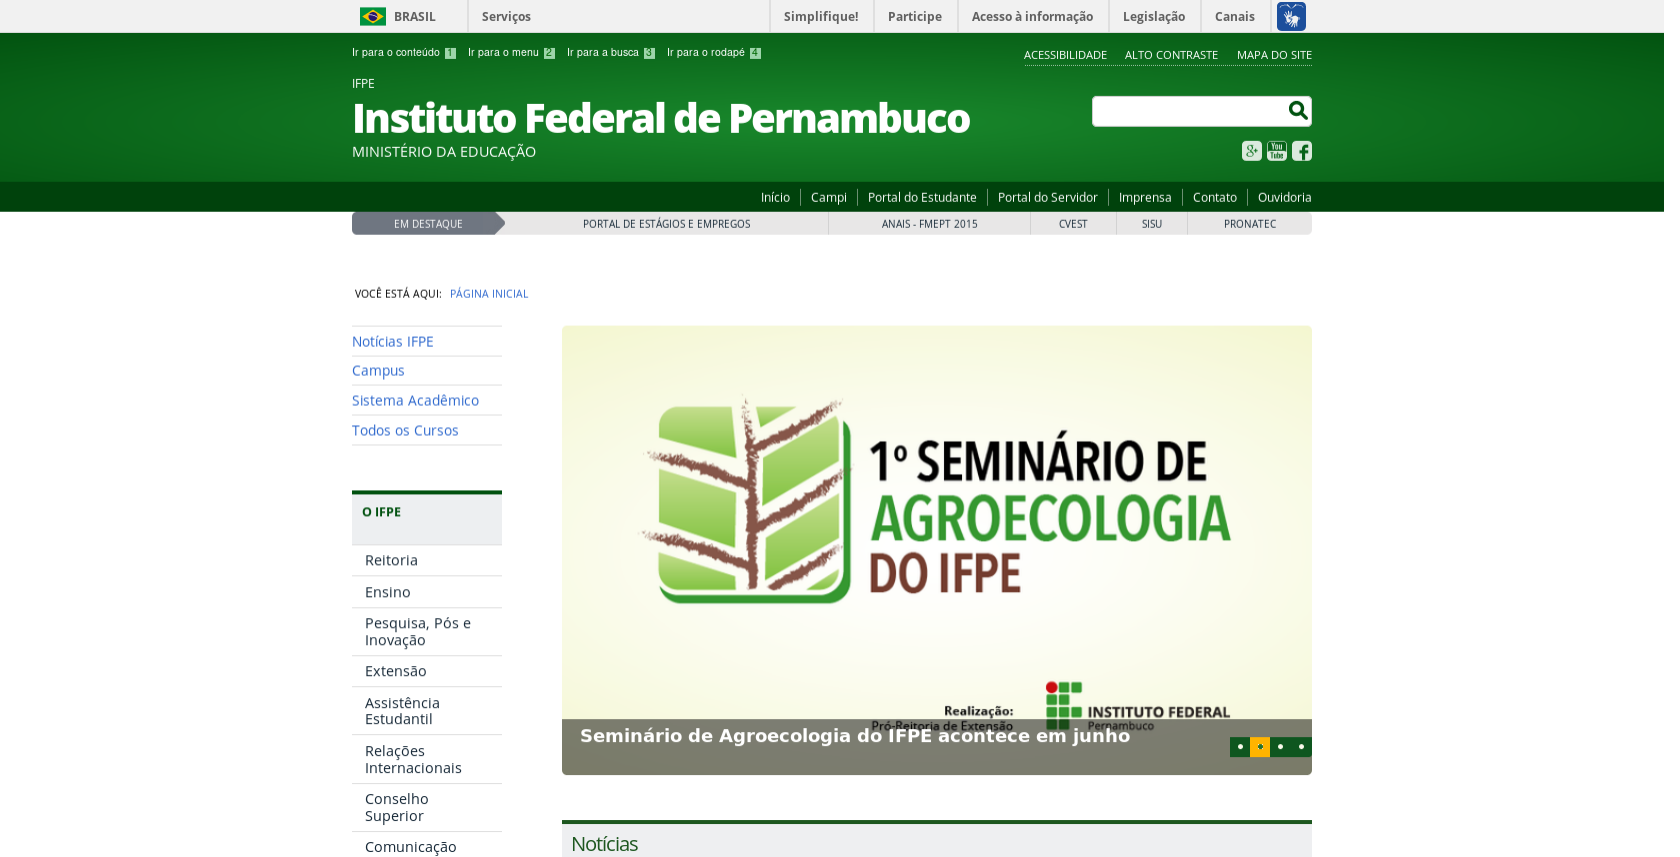 BRASIL
Serviços
Simplifique!
Participe
Acesso à informação
Legislação
Canais
Ir para o conteúdo 1
Ir para o menu 2
Ir para a busca 3
Ir para o rodapé 4
ACESSIBILIDADE
ALTO CONTRASTE
MAPA DO SITE
IFPE
Instituto Federal de Pernambuco
MINISTÉRIO DA EDUCAÇÃO
You
Tube
Início
Campi
Portal do Estudante
Portal do Servidor
Imprensa
Contato
Ouvidoria
EM DESTAQUE
PORTAL DE ESTÁGIOS E EMPREGOS
ANAIS - FMEPT 2015
CVEST
SISU
PRONATEC
VOCÊ ESTÁ AQUI: PÁGINA INICIAL
Notícias IFPE
Campus
Sistema Acadêmico
Todos os Cursos
O IFPE
Reitoria
Ensino
Pesquisa, Pós e
Inovação
Extensão
Assistência
Estudantil
Relações
Internacionais
Conselho
Superior
Comunicação
1º SEMINÁRIO DE
AGROECOLOGIA
DO IFPE
Realização:
Pró-Reitoria de Extensão
INSTITUTO FEDERAL
Pernambuco
Seminário de Agroecologia do IFPE acontece em junho
Notícias